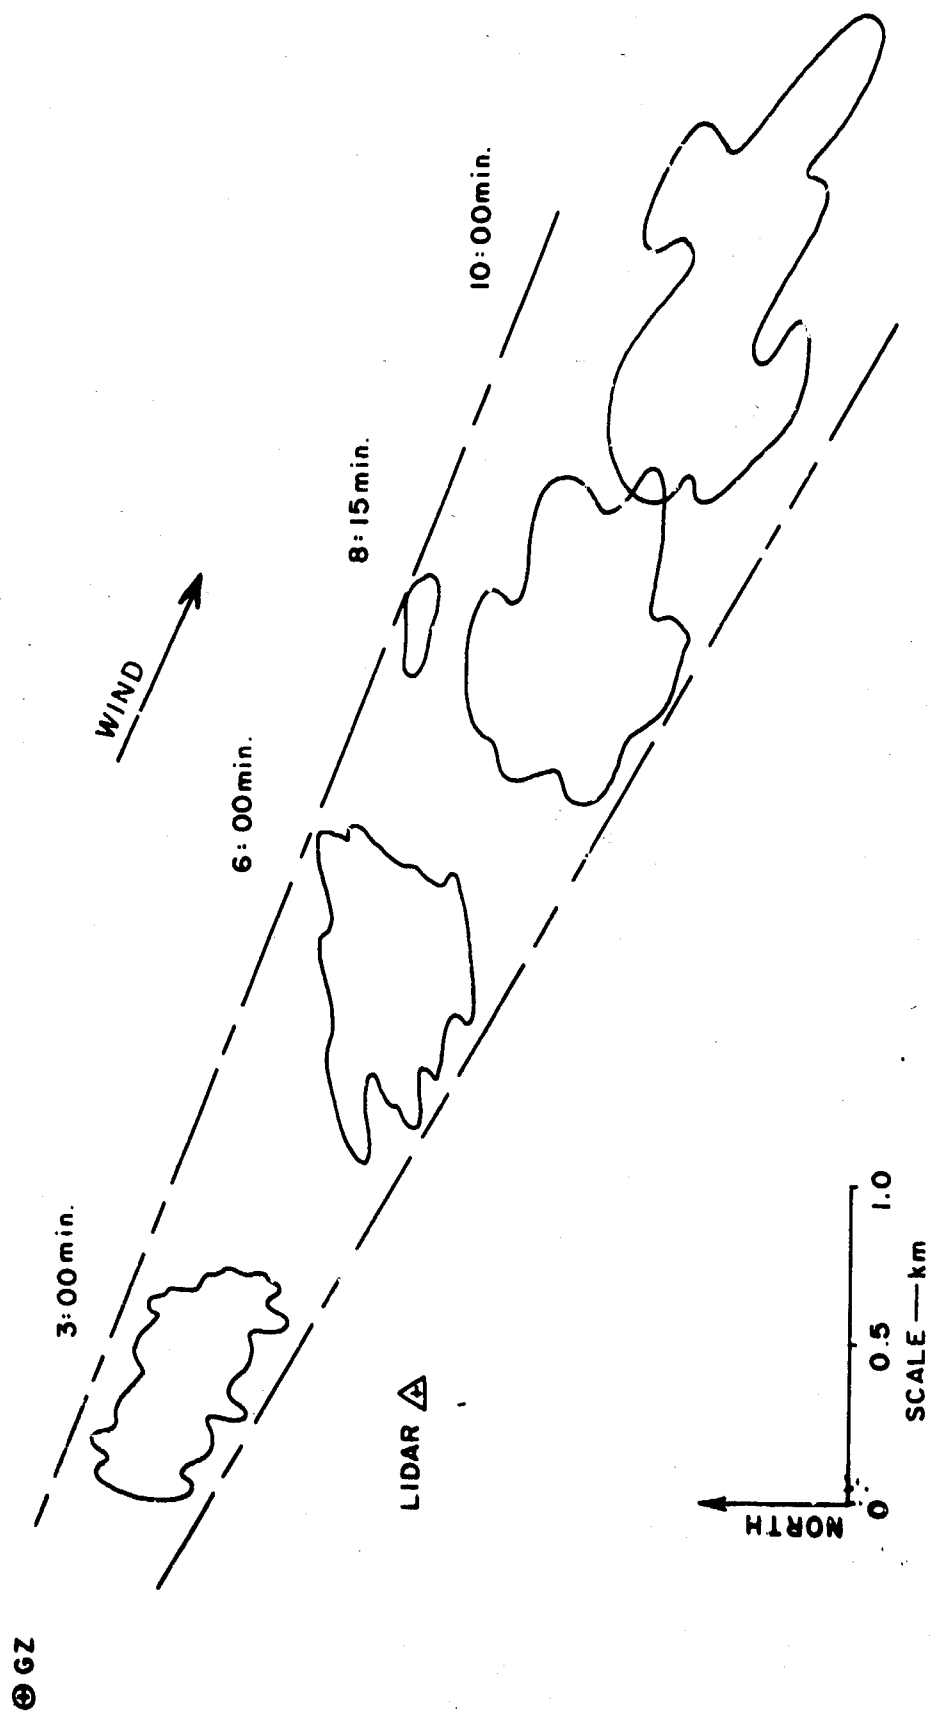 GZ
3:00min.
6:00min.
8:15min.
10:00min.
WIND
LIDAR
NORTH
0 0.5 1.0
SCALE — km